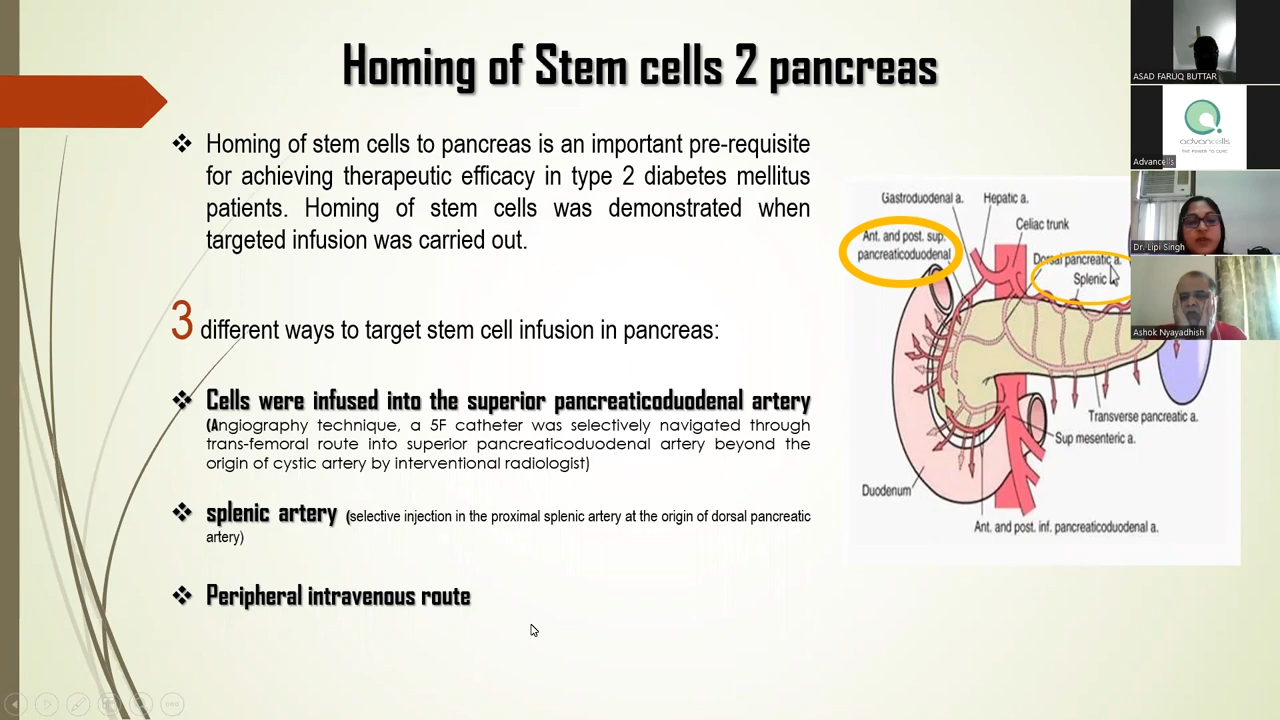 Homing of Stem cells 2 pancreas
❖ Homing of stem cells to pancreas is an important pre-requisite
for achieving therapeutic efficacy in type 2 diabetes mellitus
patients. Homing of stem cells was demonstrated when
targeted infusion was carried out.
3 different ways to target stem cell infusion in pancreas:
❖ Cells were infused into the superior pancreaticoduodenal artery
(Angiography technique, a 5F catheter was selectively navigated through
trans-femoral route into superior pancreaticoduodenal artery beyond the
origin of cystic artery by interventional radiologist)
❖ splenic artery (selective injection in the proximal splenic artery at the origin of dorsal pancreatic
artery)
❖ Peripheral intravenous route
Gastroduodenal a.
Hepatic a.
Celiac trunk
Ant. and post. sup.
pancreaticoduodenal
Dorsal pancreatic a.
Splenic
Transverse pancreatic a.
Sup mesenteric a.
Duodenum
Ant. and post. inf. pancreaticoduodenal a.
ASAD FARUQ BUTTAR
advancells
THE POWER TO CURE
Advancells
Dr. Lipi Singh
Ashok Nyayadhish